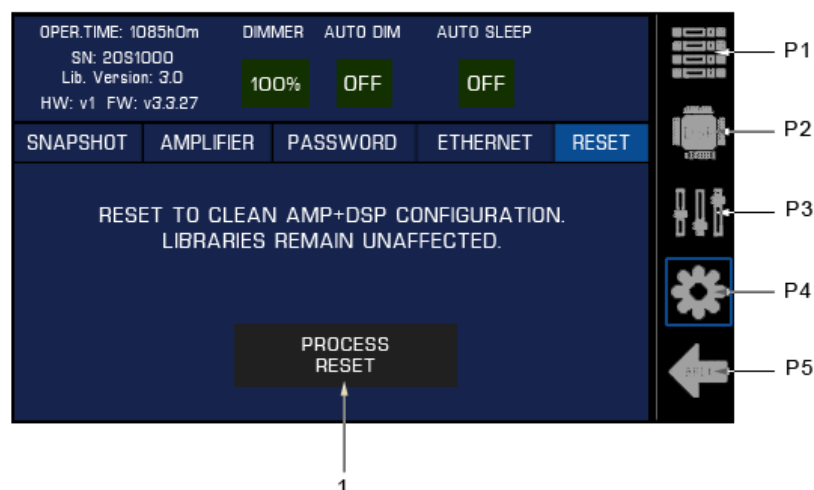 OPER.TIME: 1085h0m
SN: 20S1000
Lib. Version: 3.0
HW: v1 FW: v3.3.27
DIMMER AUTO DIM AUTO SLEEP
100% OFF OFF
SNAPSHOT AMPLIFIER PASSWORD ETHERNET RESET
RESET TO CLEAN AMP+DSP CONFIGURATION.
LIBRARIES REMAIN UNAFFECTED.
PROCESS
RESET
P1
P2
P3
P4
P5
1